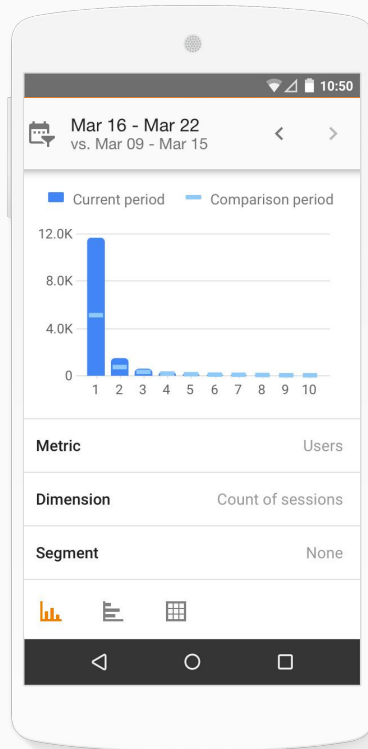 10:50
Mar 16 - Mar 22
vs. Mar 09 - Mar 15
Current period Comparison period
12.0K
8.0K
4.0K
0
1 2 3 4 5 6 7 8 9 10
Metric Users
Dimension Count of sessions
Segment None